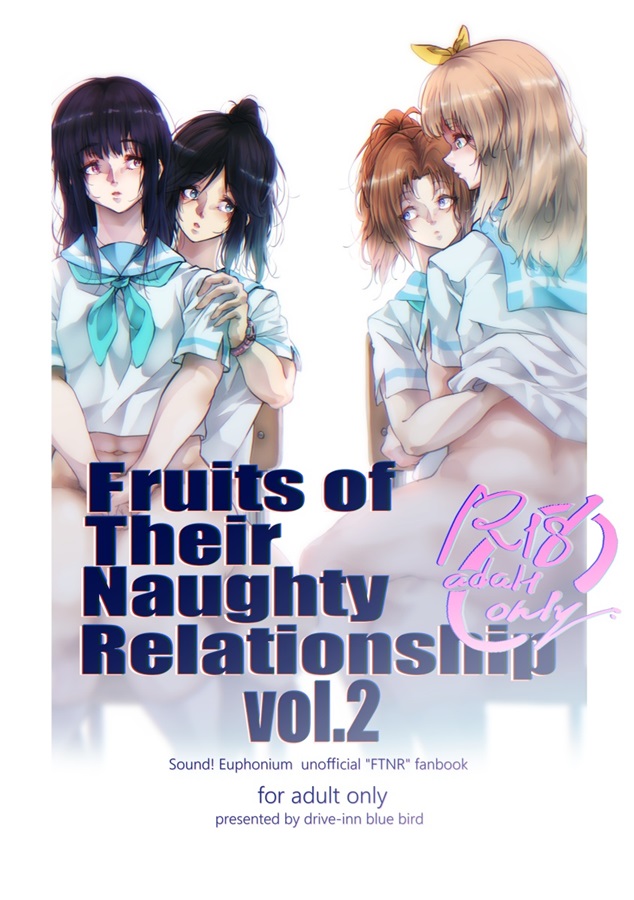 Fruits of
Their
Naughty
Relationship
vol.2
R18
adult
only
Sound! Euphonium unofficial "FTNR" fanbook
for adult only
presented by drive-inn blue bird